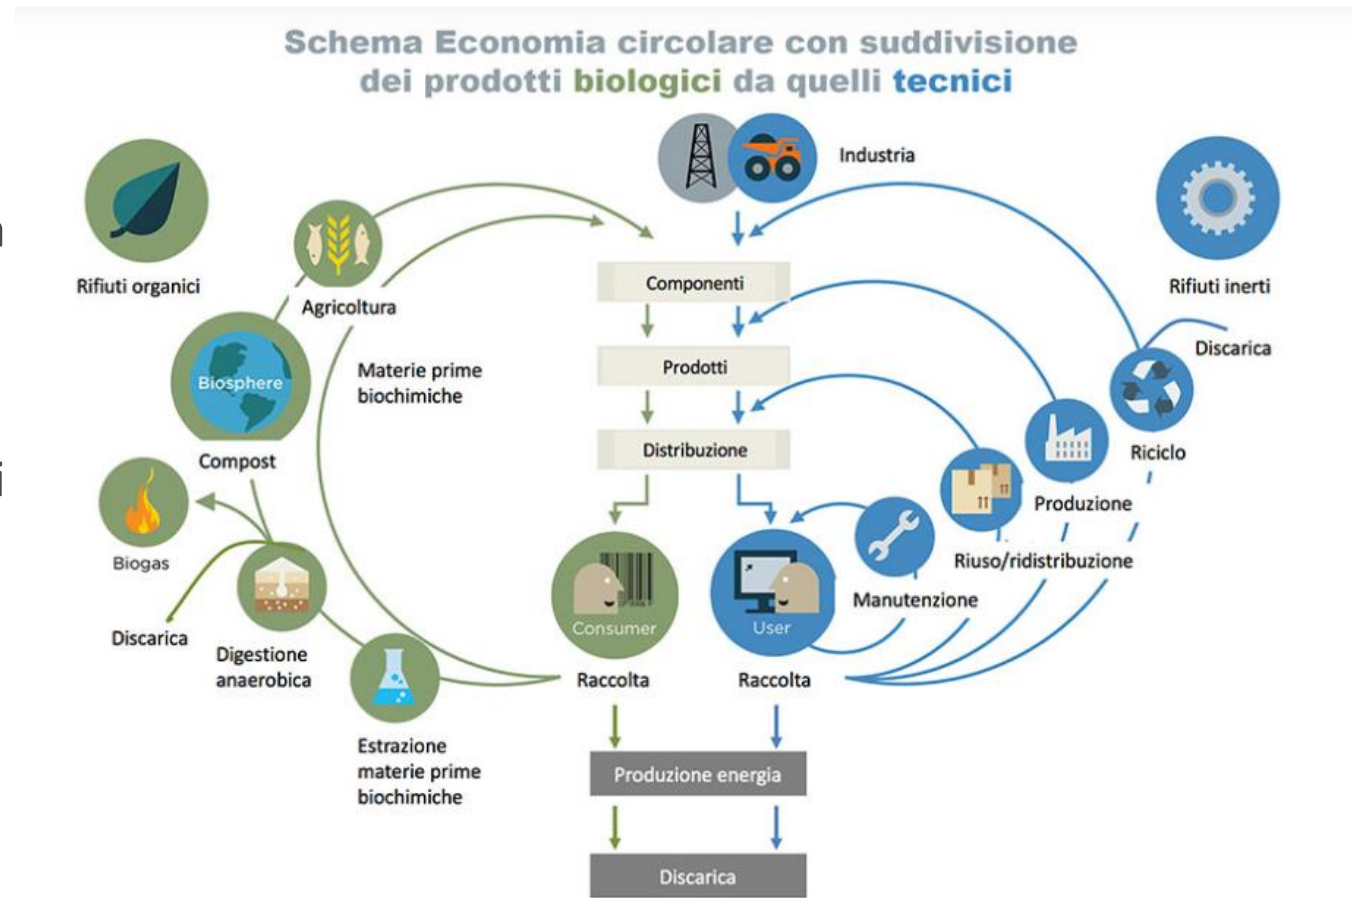 Schema Economia circolare con suddivisione
dei prodotti biologici da quelli tecnici
Industria
Rifiuti organici
Agricoltura
Rifiuti inerti
Componenti
Discarica
Biosphere
Materie prime
biochimiche
Prodotti
Compost
Distribuzione
Riciclo
Produzione
Biogas
Riuso/ridistribuzione
Manutenzione
Consumer
User
Discarica
Digestione
anaerobica
Raccolta
Raccolta
Estrazione
materie prime
biochimiche
Produzione energia
Discarica